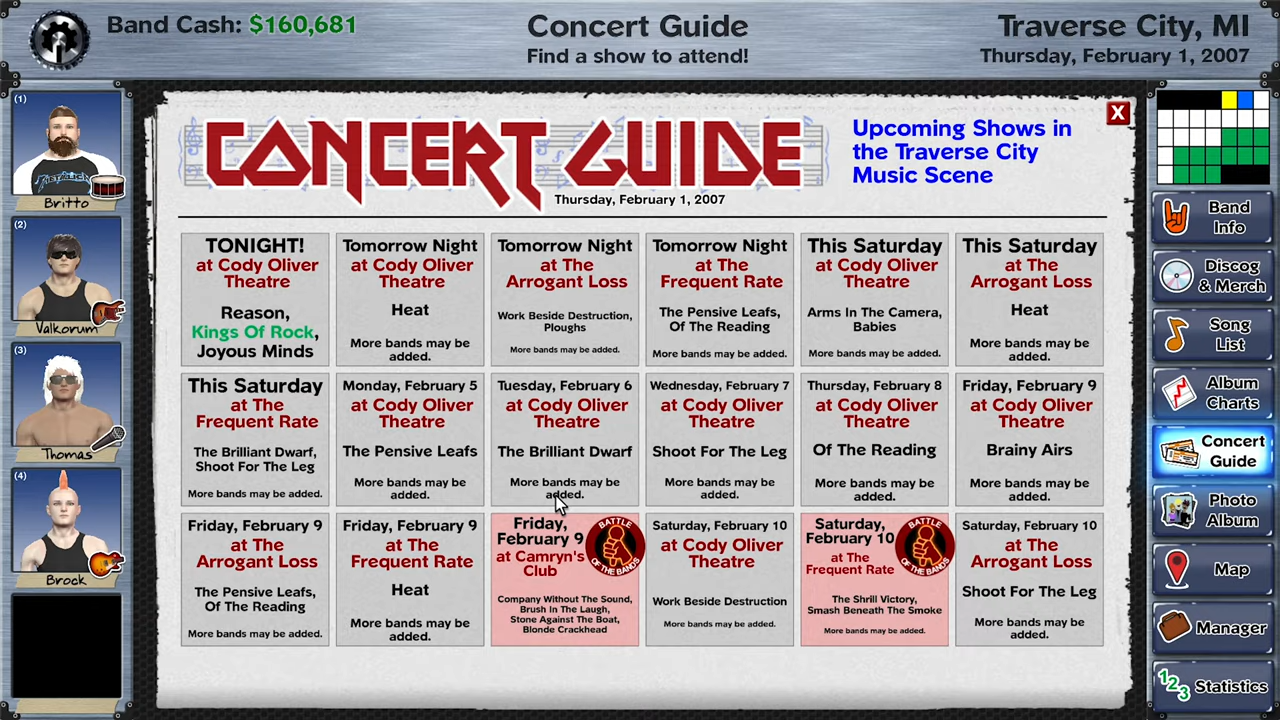 Band Cash: $160,681
Concert Guide
Find a show to attend!
Traverse City, MI
Thursday, February 1, 2007
(1)
Britto
(2)
Valkorum
(3)
Thomas
(4)
Brock
CONCERT GUIDE
Thursday, February 1, 2007
Upcoming Shows in
the Traverse City
Music Scene
X
TONIGHT!
at Cody Oliver
Theatre
Reason,
Kings Of Rock,
Joyous Minds
Tomorrow Night
at Cody Oliver
Theatre
Heat
More bands may be
added.
Tomorrow Night
at The
Arrogant Loss
Work Beside Destruction,
Ploughs
More bands may be added.
Tomorrow Night
at The
Frequent Rate
The Pensive Leafs,
Of The Reading
More bands may be added.
This Saturday
at Cody Oliver
Theatre
Arms In The Camera,
Babies
More bands may be added.
This Saturday
at The
Arrogant Loss
Heat
More bands may be
added.
This Saturday
at The
Frequent Rate
The Brilliant Dwarf,
Shoot For The Leg
More bands may be added.
Monday, February 5
at Cody Oliver
Theatre
The Pensive Leafs
More bands may be
added.
Tuesday, February 6
at Cody Oliver
Theatre
The Brilliant Dwarf
More bands may be
added.
Wednesday, February 7
at Cody Oliver
Theatre
Shoot For The Leg
More bands may be
added.
Thursday, February 8
at Cody Oliver
Theatre
Of The Reading
More bands may be
added.
Friday, February 9
at Cody Oliver
Theatre
Brainy Airs
More bands may be
added.
Friday, February 9
at The
Arrogant Loss
The Pensive Leafs,
Of The Reading
More bands may be added.
Friday, February 9
at The
Frequent Rate
Heat
More bands may be
added.
Friday,
February 9
at Camryn's
Club
BATTLE
OF THE BANDS
Company Without The Sound,
Brush In The Laugh,
Stone Against The Boat,
Blonde Crackhead
Saturday, February 10
at Cody Oliver
Theatre
Work Beside Destruction
More bands may be added.
Saturday,
February 10
at The
Frequent Rate
BATTLE
OF THE BANDS
The Shrill Victory,
Smash Beneath The Smoke
More bands may be added.
Saturday, February 10
at The
Arrogant Loss
Shoot For The Leg
More bands may be
added.
Band
Info
Discog
& Merch
Song
List
Album
Charts
Concert
Guide
Photo
Album
Map
Manager
123
Statistics